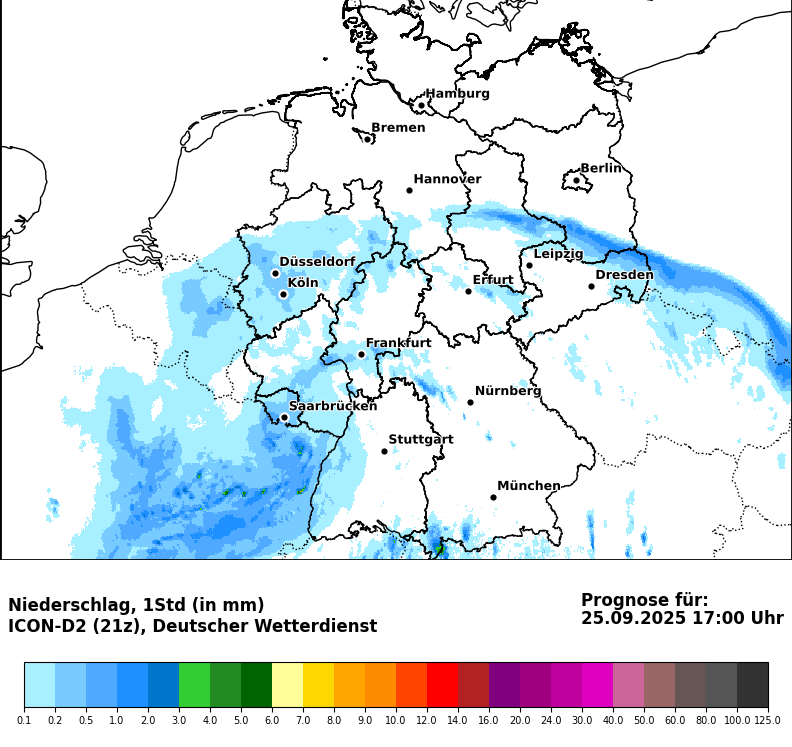 Hamburg
Bremen
Berlin
Hannover
Leipzig
Düsseldorf
Dresden
Köln
Erfurt
Frankfurt
Nürnberg
Saarbrücken
Stuttgart
München
Niederschlag, 1Std (in mm)
ICON-D2 (21z), Deutscher Wetterdienst
Prognose für:
25.09.2025 17:00 Uhr
0.1 0.2 0.5 1.0 2.0 3.0 4.0 5.0 6.0 7.0 8.0 9.0 10.0 12.0 14.0 16.0 20.0 24.0 30.0 40.0 50.0 60.0 80.0 100.0 125.0